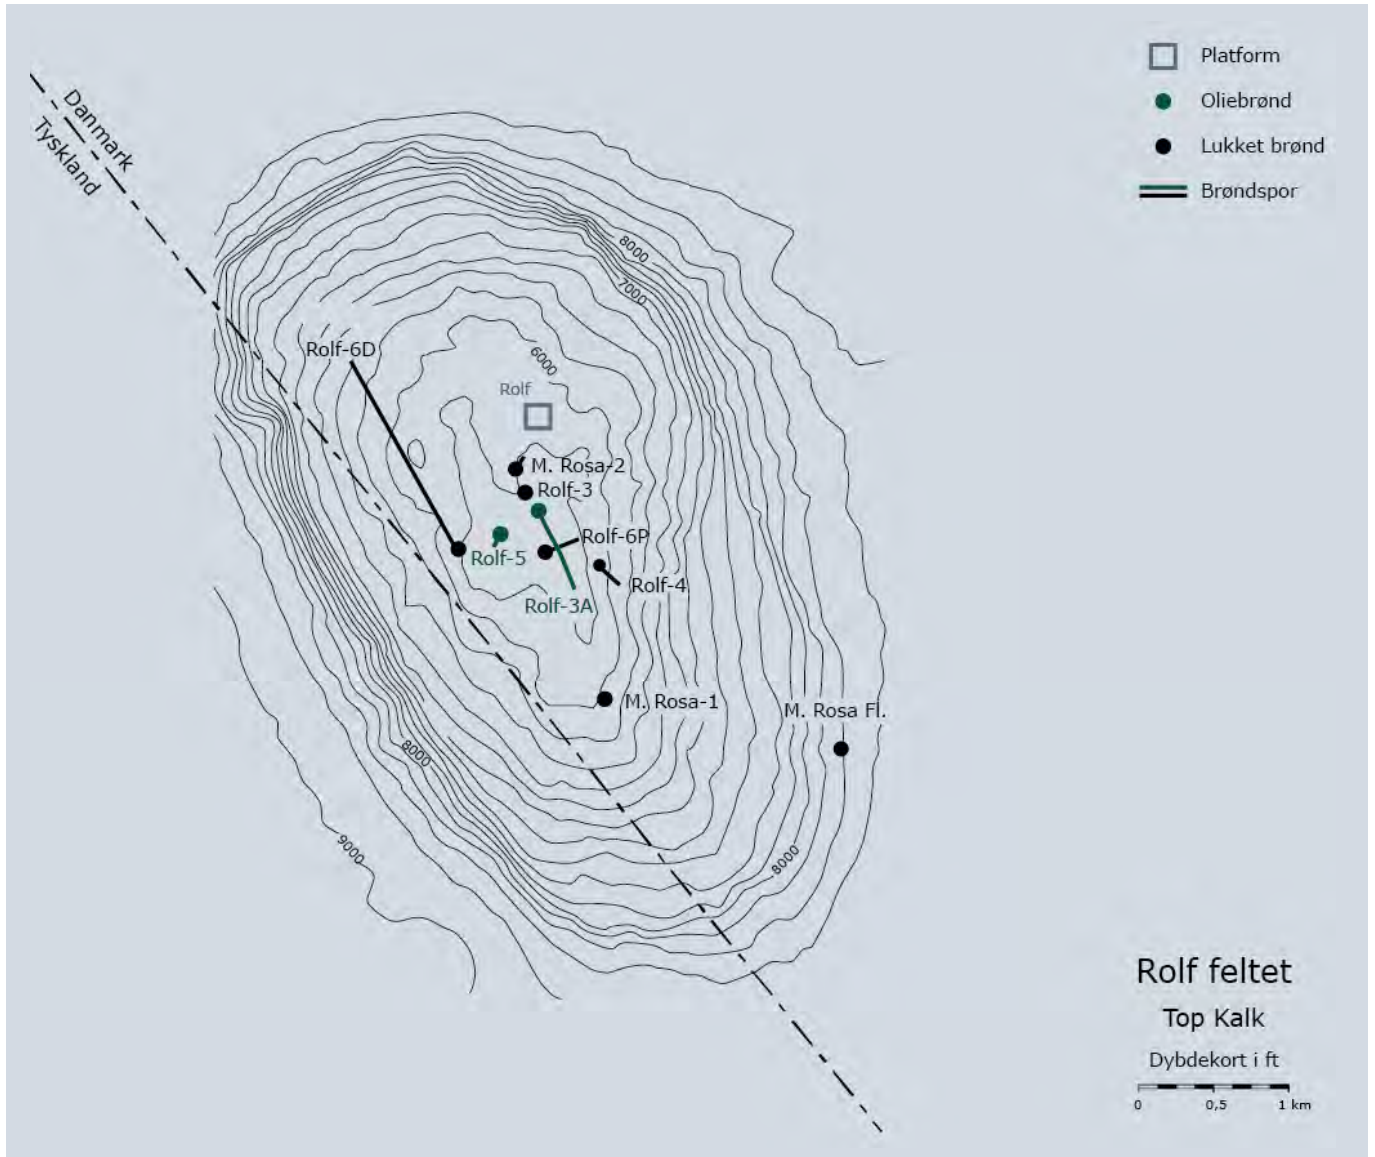 Platform
Oliebrønd
Lukket brønd
Brøndspor
Danmark
Tyskland
8000
7000
6000
Rolf-6D
Rolf
M. Rosa-2
Rolf-3
Rolf-6P
Rolf-5
Rolf-4
Rolf-3A
M. Rosa-1
M. Rosa Fl.
8000
9000
8000
Rolf feltet
Top Kalk
Dybdekort i ft
0 0,5 1 km